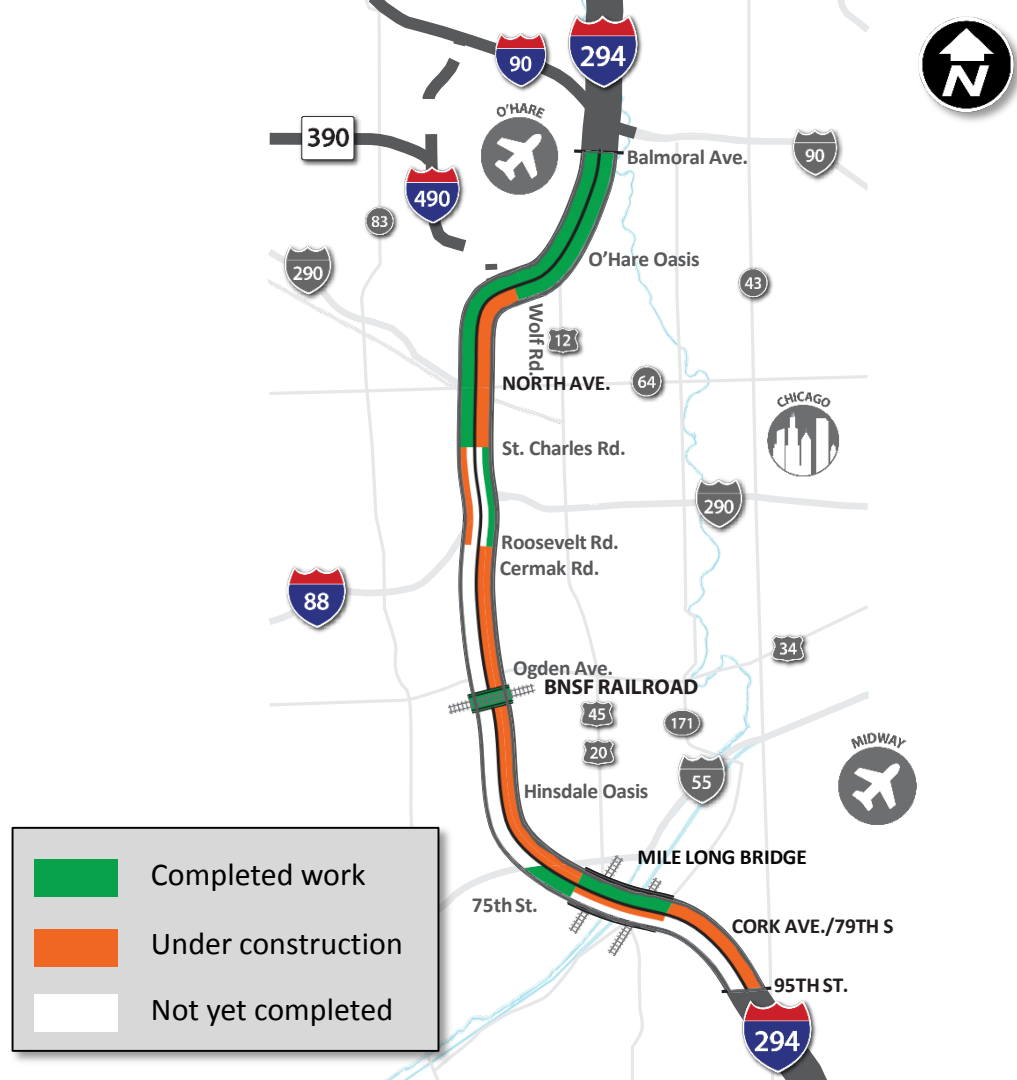 90
294
N
O'HARE
390
Balmoral Ave.
90
490
83
O'Hare Oasis
290
43
Wolf Rd.
12
NORTH AVE.
64
CHICAGO
St. Charles Rd.
290
Roosevelt Rd.
Cermak Rd.
88
34
Ogden Ave.
BNSF RAILROAD
45
171
20
MIDWAY
55
Hinsdale Oasis
MILE LONG BRIDGE
Completed work
75th St.
CORK AVE./79TH S
Under construction
95TH ST.
Not yet completed
294